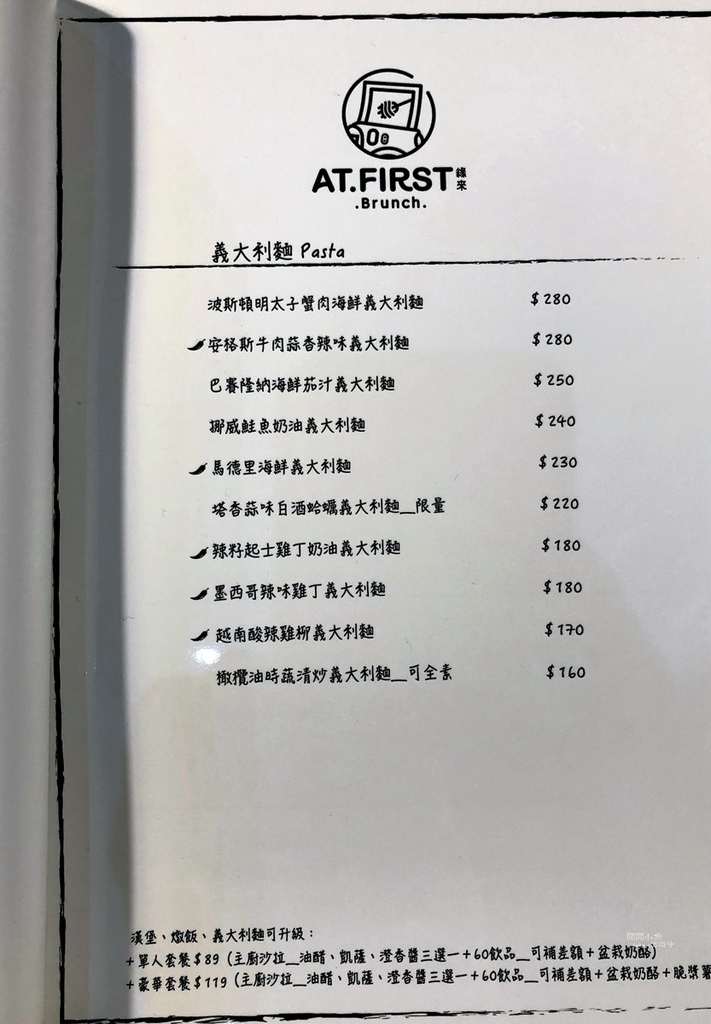 AT.FIRST 緣來
.Brunch.
義大利麵 Pasta
波斯頓明太子蟹肉海鮮義大利麵 $280
安格斯牛肉蒜香辣味義大利麵 $280
巴賽隆納海鮮茄汁義大利麵 $250
挪威鮭魚奶油義大利麵 $240
馬德里海鮮義大利麵 $230
塔香蒜味白酒蛤蠣義大利麵__限量 $220
辣籽起士雞丁奶油義大利麵 $180
墨西哥辣味雞丁義大利麵 $180
越南酸辣雞柳義大利麵 $170
橄欖油時蔬清炒義大利麵__可全素 $160
漢堡、燉飯、義大利麵可升級：
+單人套餐$89 (主廚沙拉__油醋、凱薩、澄香醬三選一+60飲品__可補差額+盆栽奶酪)
+豪華套餐$119 (主廚沙拉__油醋、凱薩、澄香醬三選一+60飲品__可補差額+盆栽奶酪+脆漿薯